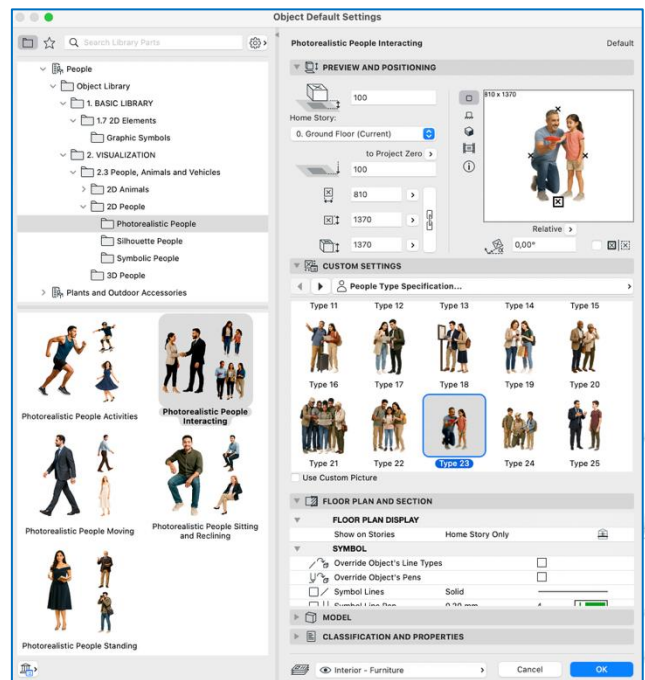 Object Default Settings
Search Library Parts
People
Object Library
1. BASIC LIBRARY
1.7 2D Elements
Graphic Symbols
2. VISUALIZATION
2.3 People, Animals and Vehicles
2D Animals
2D People
Photorealistic People
Silhouette People
Symbolic People
3D People
Plants and Outdoor Accessories
Photorealistic People Activities
Photorealistic People
Interacting
Photorealistic People Moving
Photorealistic People Sitting
and Reclining
Photorealistic People Standing
Photorealistic People Interacting
Default
PREVIEW AND POSITIONING
100
Home Story:
0. Ground Floor (Current)
to Project Zero
100
810
1370
1370
810 x 1370
Relative
0,00°
CUSTOM SETTINGS
People Type Specification...
Type 11 Type 12 Type 13 Type 14 Type 15
Type 16 Type 17 Type 18 Type 19 Type 20
Type 21 Type 22 Type 23 Type 24 Type 25
Use Custom Picture
FLOOR PLAN AND SECTION
FLOOR PLAN DISPLAY
Show on Stories Home Story Only
SYMBOL
Override Object's Line Types
Override Object's Pens
Symbol Lines Solid
Symbol Line Pen 0.20 mm 4
MODEL
CLASSIFICATION AND PROPERTIES
Interior - Furniture
Cancel
OK